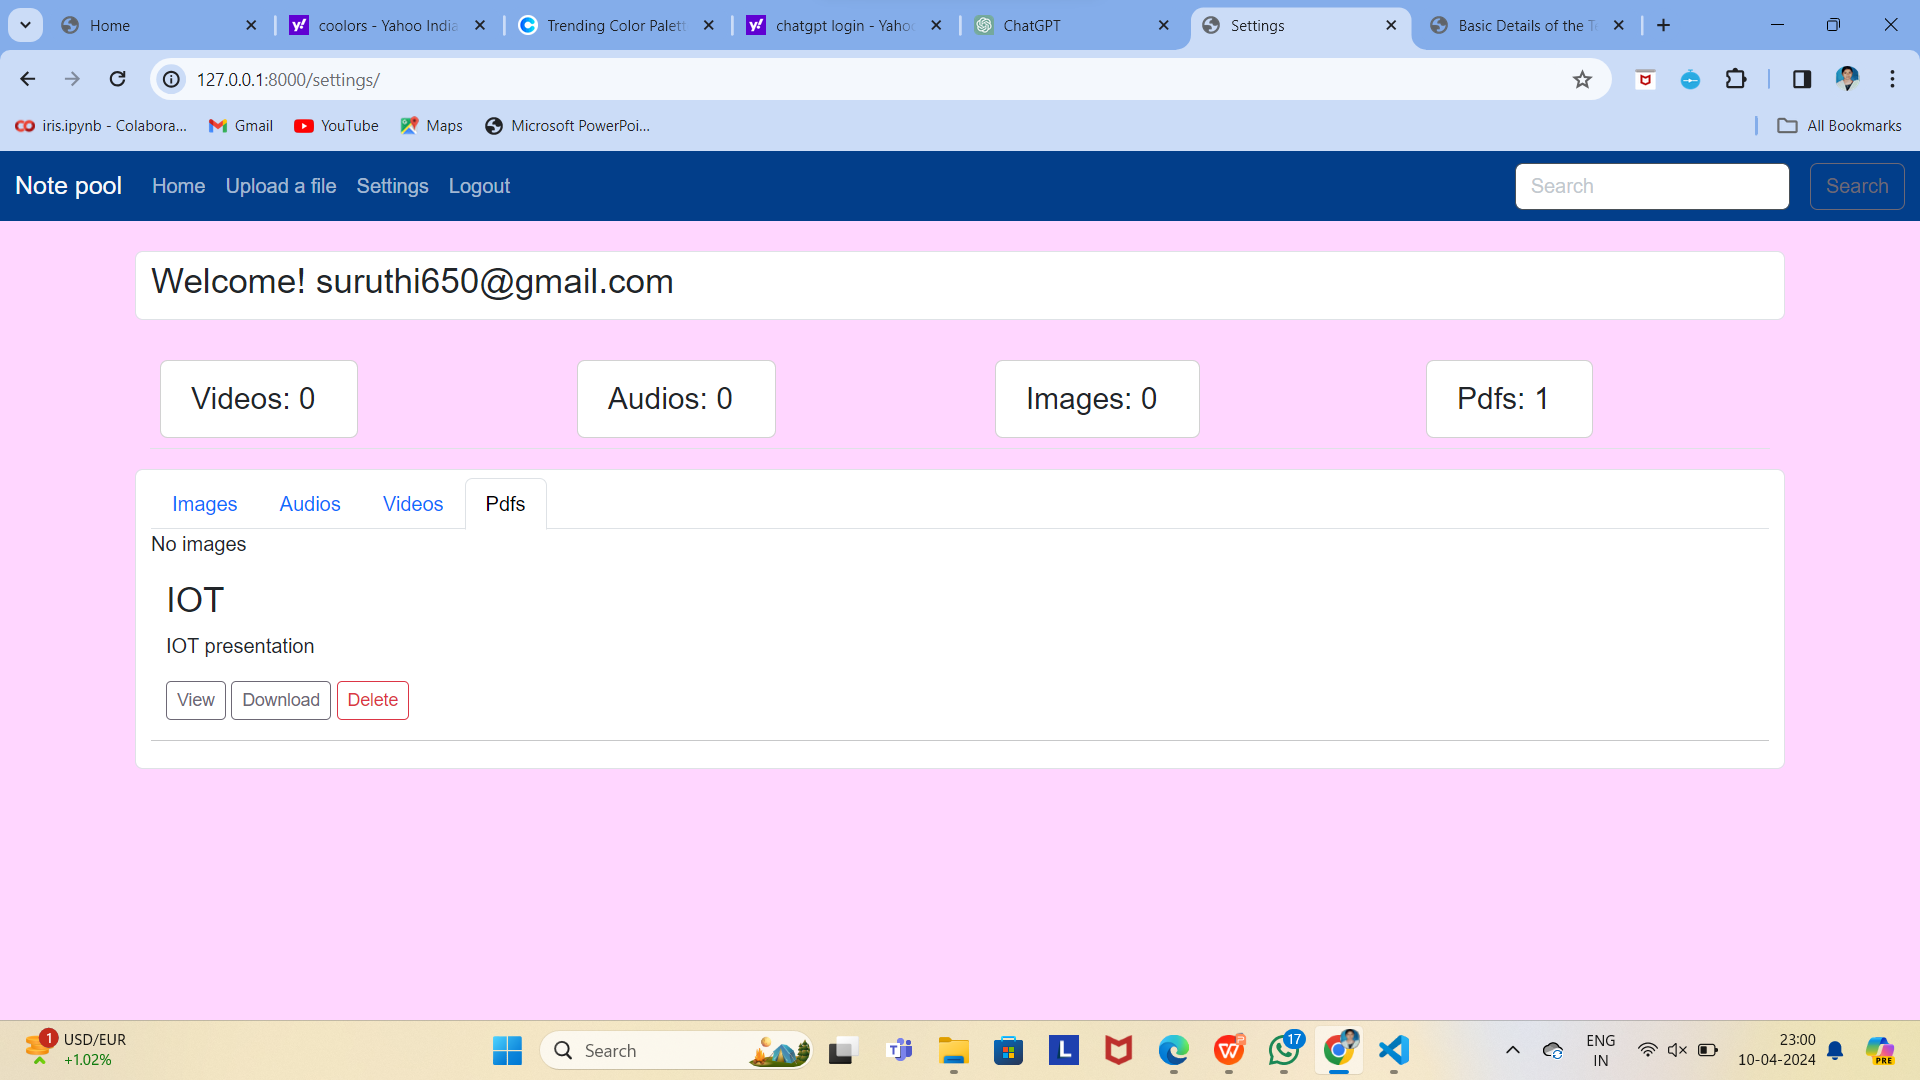 Home
coolors - Yahoo India
Trending Color Palett
chatgpt login - Yahoo
ChatGPT
Settings
Basic Details of the Te
127.0.0.1:8000/settings/
iris.ipynb - Colabora...
Gmail
YouTube
Maps
Microsoft PowerPoi...
All Bookmarks
Note pool
Home
Upload a file
Settings
Logout
Search
Search
Welcome! suruthi650@gmail.com
Videos: 0
Audios: 0
Images: 0
Pdfs: 1
Images
Audios
Videos
Pdfs
No images
IOT
IOT presentation
View
Download
Delete
1
USD/EUR
+1.02%
Search
L
17
ENG
IN
23:00
10-04-2024
PRE